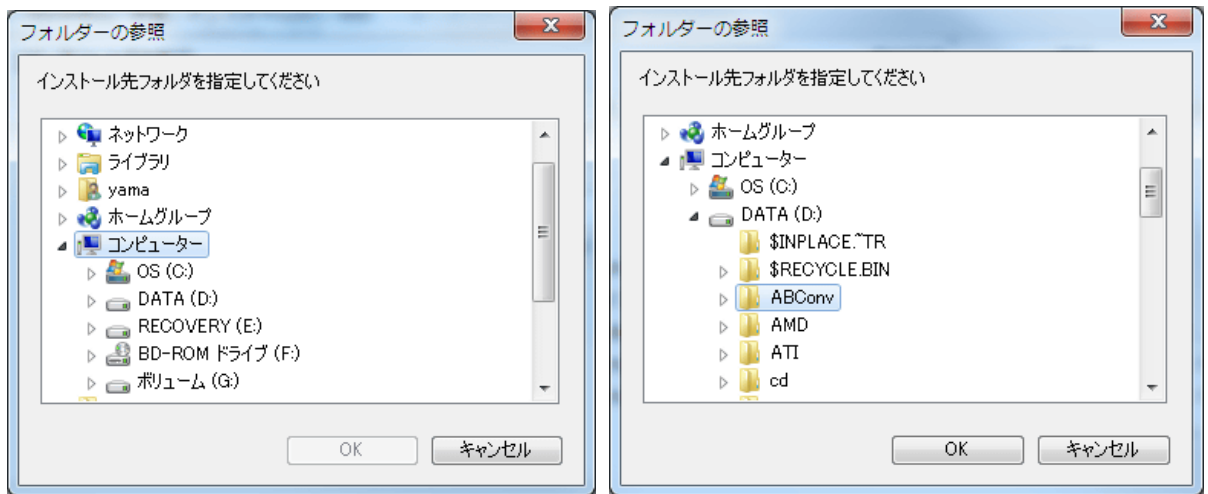 フォルダーの参照
インストール先フォルダを指定してください
ネットワーク
ライブラリ
yama
ホームグループ
コンピューター
OS (C:)
DATA (D:)
RECOVERY (E:)
BD-ROM ドライブ (F:)
ボリューム (G:)
OK
キャンセル
フォルダーの参照
インストール先フォルダを指定してください
ホームグループ
コンピューター
OS (C:)
DATA (D:)
$INPLACE.~TR
$RECYCLE.BIN
ABConv
AMD
ATI
cd
OK
キャンセル